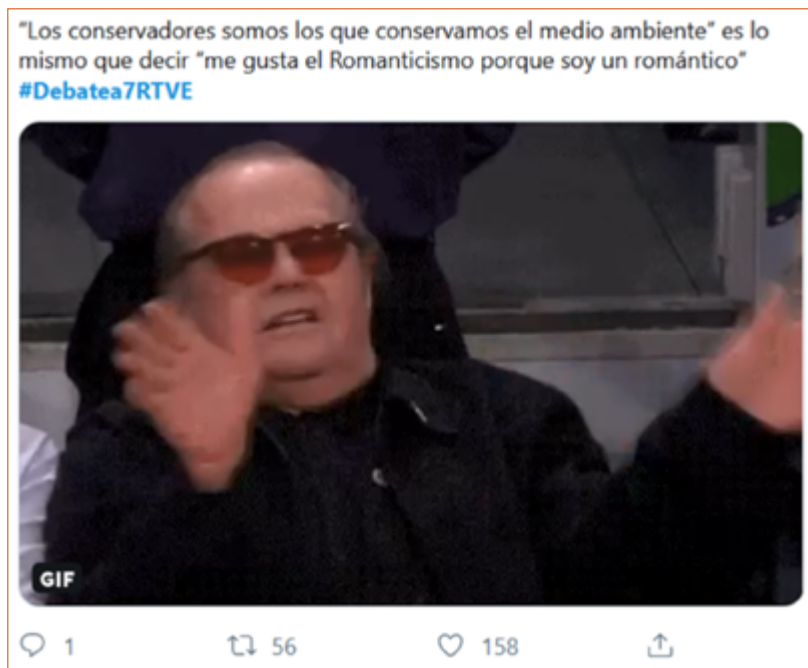 “Los conservadores somos los que conservamos el medio ambiente” es lo
mismo que decir “me gusta el Romanticismo porque soy un romántico”
#Debatea7RTVE
GIF
1 56 158